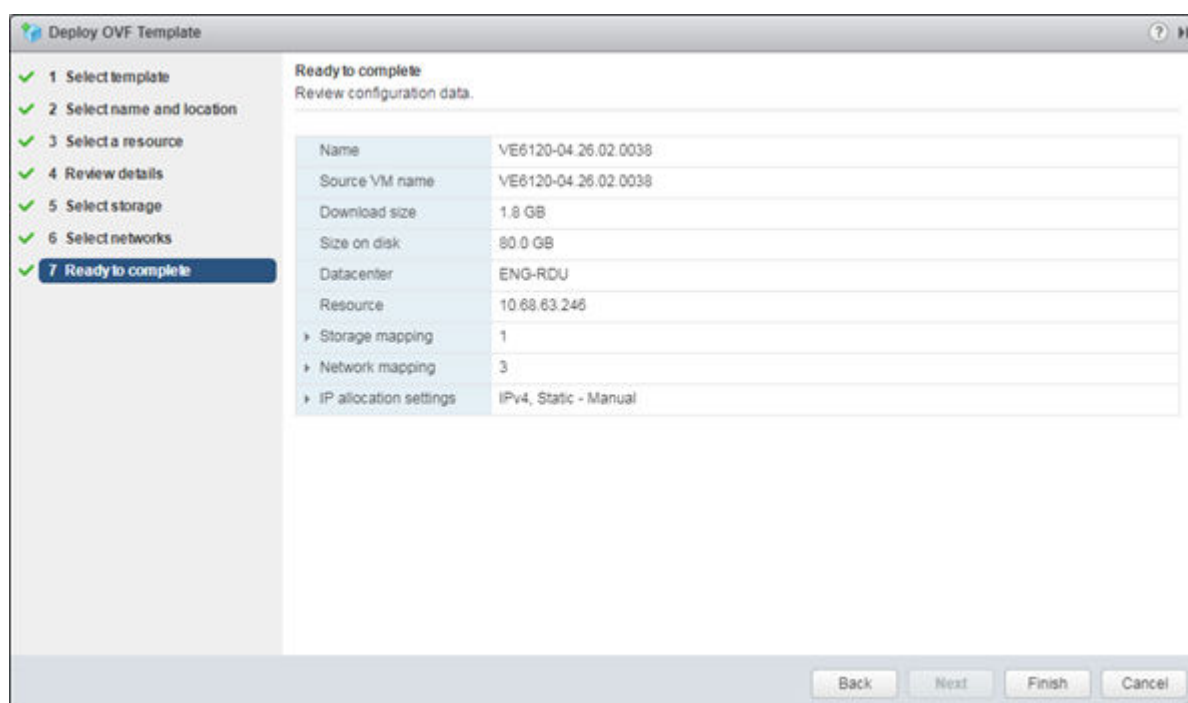 Deploy OVF Template
?
1 Select template
2 Select name and location
3 Select a resource
4 Review details
5 Select storage
6 Select networks
7 Ready to complete
Ready to complete
Review configuration data.
Name VE6120-04.26.02.0038
Source VM name VE6120-04.26.02.0038
Download size 1.8 GB
Size on disk 80.0 GB
Datacenter ENG-RDU
Resource 10.68.63.246
Storage mapping 1
Network mapping 3
IP allocation settings IPv4, Static - Manual
Back Next Finish Cancel